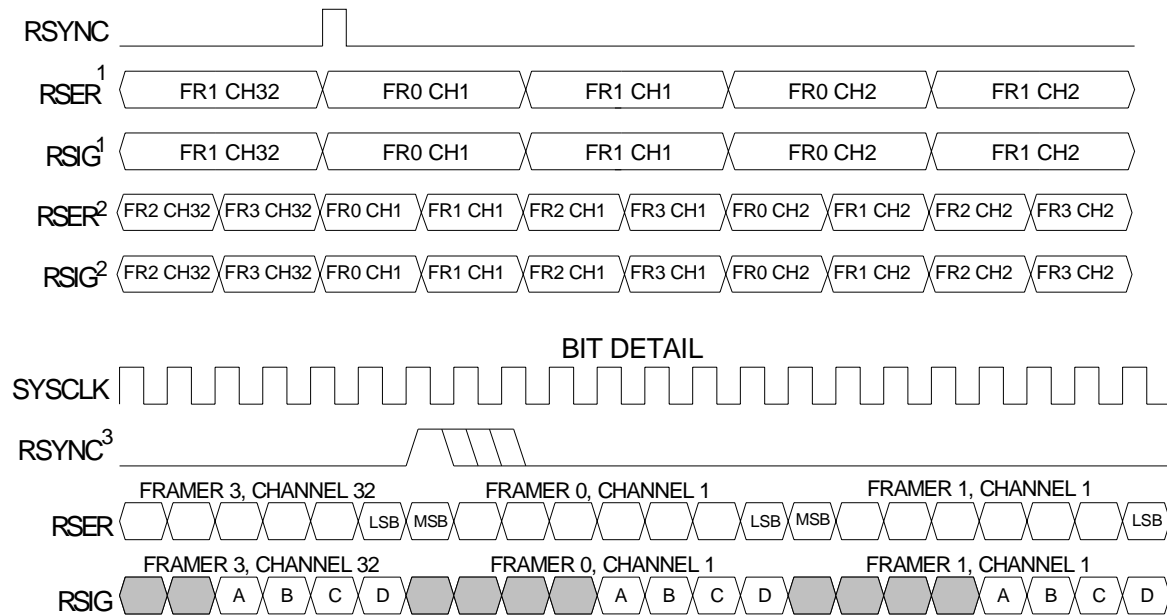 RSYNC
RSER1 FR1 CH32 FR0 CH1 FR1 CH1 FR0 CH2 FR1 CH2
RSIG1 FR1 CH32 FR0 CH1 FR1 CH1 FR0 CH2 FR1 CH2
RSER2 FR2 CH32 FR3 CH32 FR0 CH1 FR1 CH1 FR2 CH1 FR3 CH1 FR0 CH2 FR1 CH2 FR2 CH2 FR3 CH2
RSIG2 FR2 CH32 FR3 CH32 FR0 CH1 FR1 CH1 FR2 CH1 FR3 CH1 FR0 CH2 FR1 CH2 FR2 CH2 FR3 CH2
BIT DETAIL
SYSCLK
RSYNC3
FRAMER 3, CHANNEL 32 FRAMER 0, CHANNEL 1 FRAMER 1, CHANNEL 1
RSER LSB MSB LSB MSB LSB
FRAMER 3, CHANNEL 32 FRAMER 0, CHANNEL 1 FRAMER 1, CHANNEL 1
RSIG A B C D A B C D A B C D